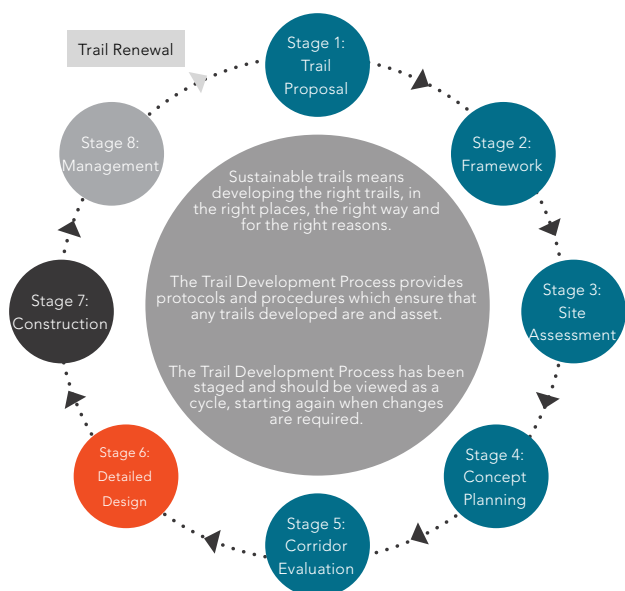 Trail Renewal
Stage 1:
Trail
Proposal
Stage 2:
Framework
Stage 3:
Site
Assessment
Stage 4:
Concept
Planning
Stage 5:
Corridor
Evaluation
Stage 6:
Detailed
Design
Stage 7:
Construction
Stage 8:
Management
Sustainable trails means
developing the right trails, in
the right places, the right way and
for the right reasons.
The Trail Development Process provides
protocols and procedures which ensure that
any trails developed are and asset.
The Trail Development Process has been
staged and should be viewed as a
cycle, starting again when changes
are required.